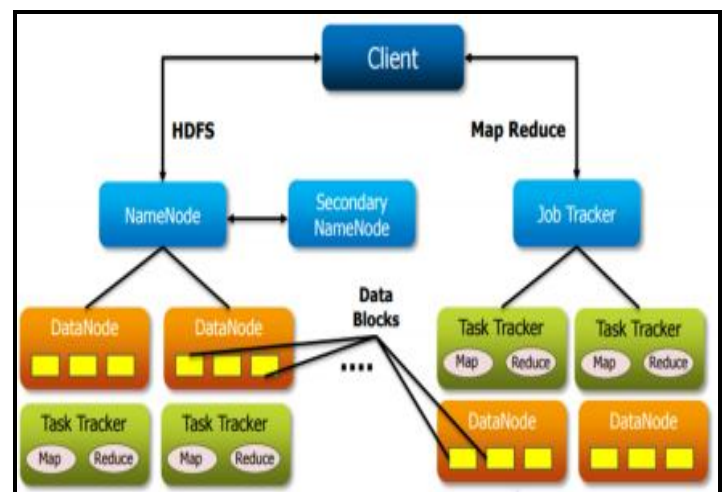 Client
HDFS
Map Reduce
NameNode
Secondary
NameNode
Job Tracker
DataNode
DataNode
Data
Blocks
Task Tracker
Map
Reduce
Task Tracker
Map
Reduce
....
Task Tracker
Map
Reduce
Task Tracker
Map
Reduce
DataNode
DataNode